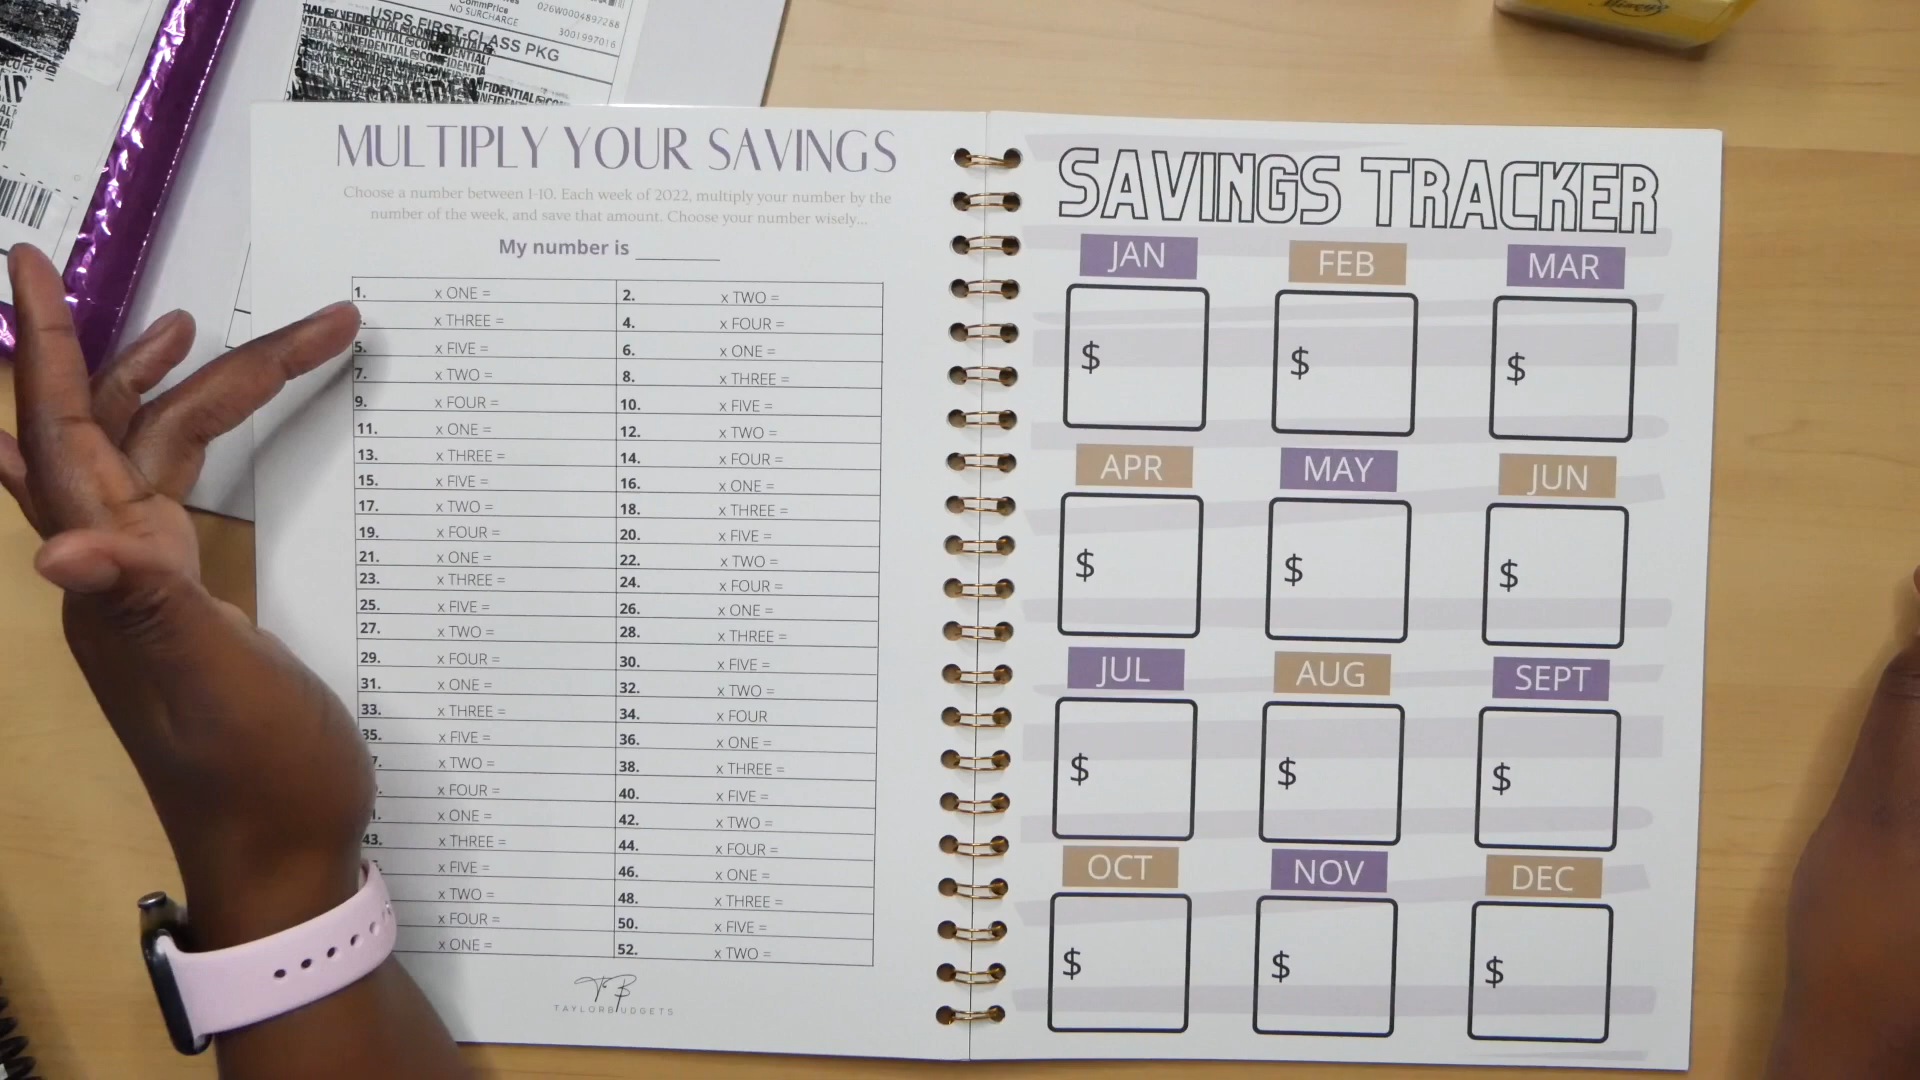 CommPrice
NO SURCHARGE
026W0004897288
3001997016
USPS FIRST-CLASS PKG
MULTIPLY YOUR SAVINGS
Choose a number between 1-10. Each week of 2022, multiply your number by the
number of the week, and save that amount. Choose your number wisely...
My number is ________
1. x ONE = 2. x TWO =
x THREE = 4. x FOUR =
5. x FIVE = 6. x ONE =
7. x TWO = 8. x THREE =
9. x FOUR = 10. x FIVE =
11. x ONE = 12. x TWO =
13. x THREE = 14. x FOUR =
15. x FIVE = 16. x ONE =
17. x TWO = 18. x THREE =
19. x FOUR = 20. x FIVE =
21. x ONE = 22. x TWO =
23. x THREE = 24. x FOUR =
25. x FIVE = 26. x ONE =
27. x TWO = 28. x THREE =
29. x FOUR = 30. x FIVE =
31. x ONE = 32. x TWO =
33. x THREE = 34. x FOUR
35. x FIVE = 36. x ONE =
7. x TWO = 38. x THREE =
x FOUR = 40. x FIVE =
1. x ONE = 42. x TWO =
43. x THREE = 44. x FOUR =
x FIVE = 46. x ONE =
x TWO = 48. x THREE =
x FOUR = 50. x FIVE =
x ONE = 52. x TWO =
TB
TAYLORBUDGETS
SAVINGS TRACKER
JAN FEB MAR
$ $ $
APR MAY JUN
$ $ $
JUL AUG SEPT
$ $ $
OCT NOV DEC
$ $ $